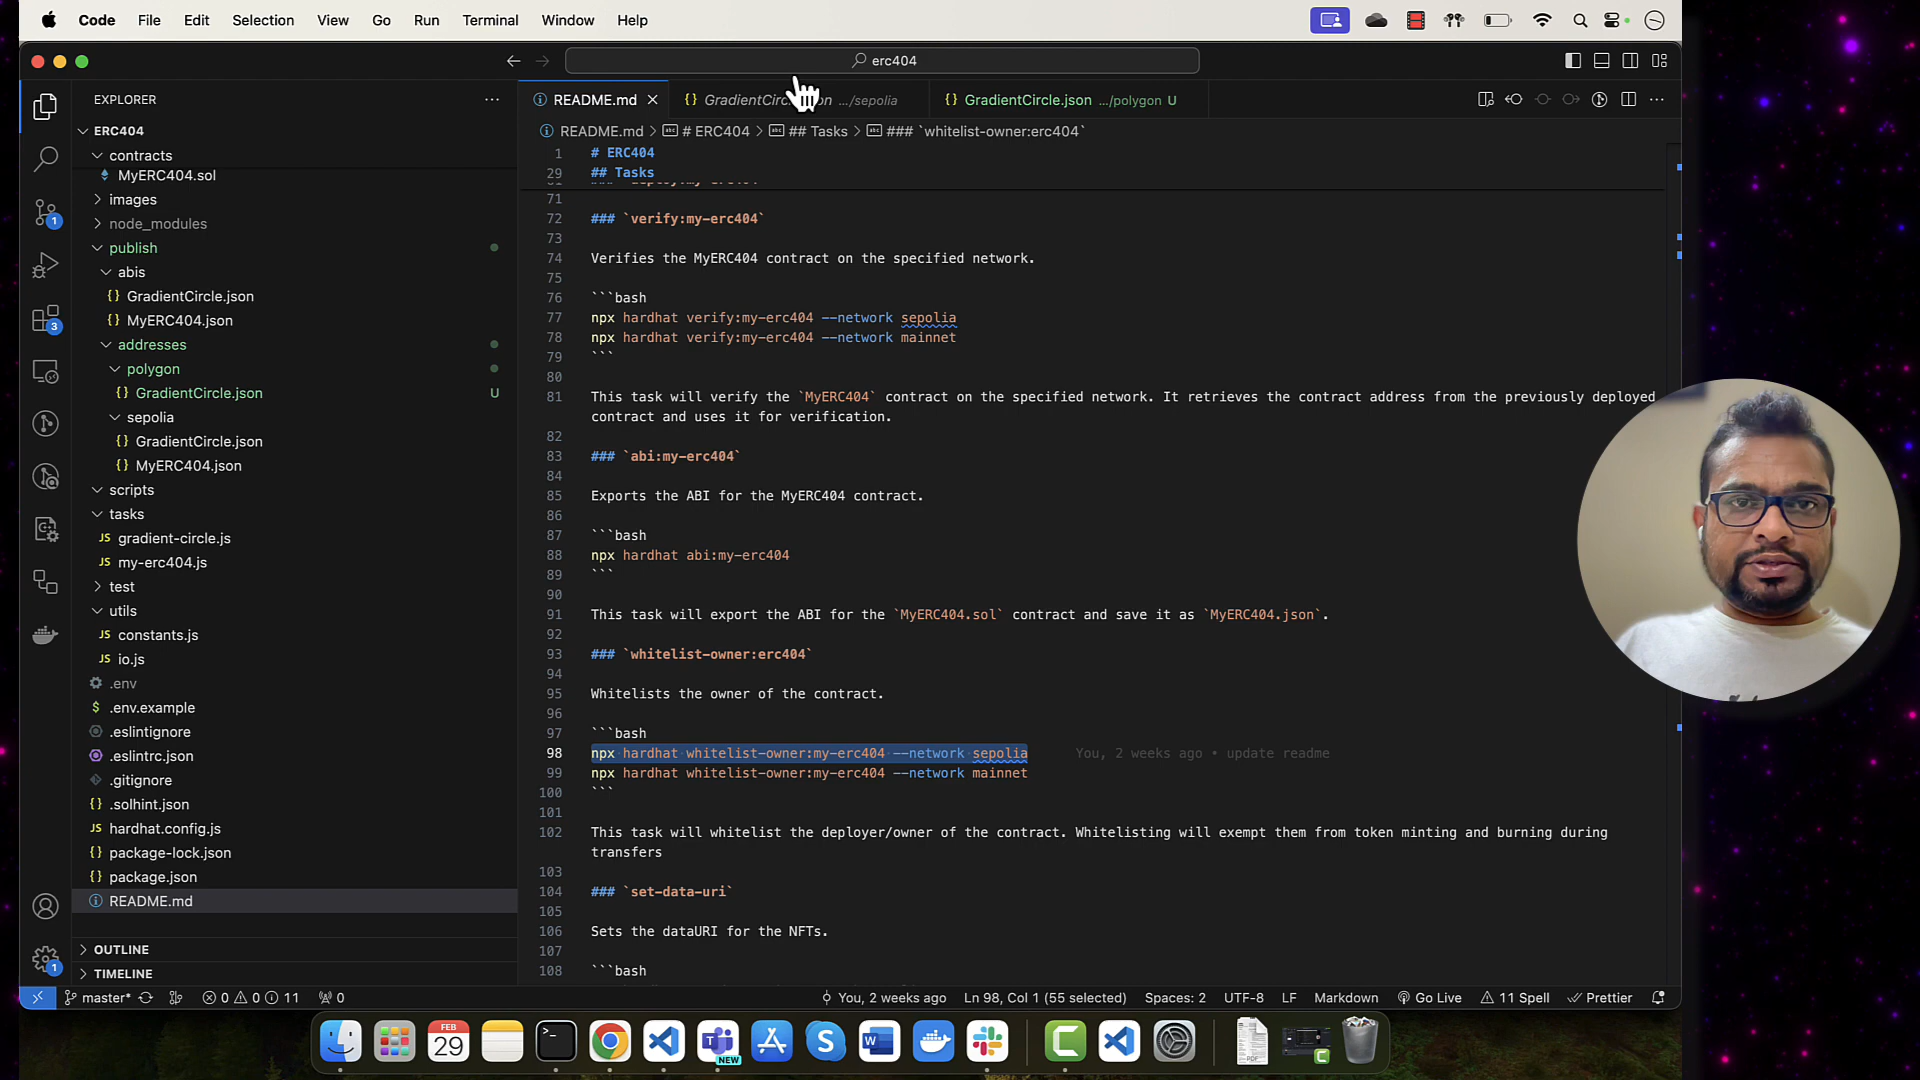 Code File Edit Selection View Go Run Terminal Window Help
erc404
EXPLORER
README.md
GradientCirc on .../sepolia
GradientCircle.json .../polygon U
ERC404
README.md > # ERC404 > ## Tasks > ### `whitelist-owner:erc404`
contracts
MyERC404.sol
images
node_modules
publish
abis
GradientCircle.json
MyERC404.json
addresses
polygon
GradientCircle.json U
sepolia
GradientCircle.json
MyERC404.json
scripts
tasks
gradient-circle.js
my-erc404.js
test
utils
constants.js
io.js
.env
.env.example
.eslintignore
.eslintrc.json
.gitignore
.solhint.json
hardhat.config.js
package-lock.json
package.json
README.md
OUTLINE
TIMELINE
1 # ERC404
29 ## Tasks
71
72 ### `verify:my-erc404`
73
74 Verifies the MyERC404 contract on the specified network.
75
76 ```bash
77 npx hardhat verify:my-erc404 --network sepolia
78 npx hardhat verify:my-erc404 --network mainnet
79 ```
80
81 This task will verify the `MyERC404` contract on the specified network. It retrieves the contract address from the previously deployed
contract and uses it for verification.
82
83 ### `abi:my-erc404`
84
85 Exports the ABI for the MyERC404 contract.
86
87 ```bash
88 npx hardhat abi:my-erc404
89 ```
90
91 This task will export the ABI for the `MyERC404.sol` contract and save it as `MyERC404.json`.
92
93 ### `whitelist-owner:erc404`
94
95 Whitelists the owner of the contract.
96
97 ```bash
98 npx hardhat whitelist-owner:my-erc404 --network sepolia You, 2 weeks ago • update readme
99 npx hardhat whitelist-owner:my-erc404 --network mainnet
100 ```
101
102 This task will whitelist the deployer/owner of the contract. Whitelisting will exempt them from token minting and burning during
transfers
103
104 ### `set-data-uri`
105
106 Sets the dataURI for the NFTs.
107
108 ```bash
1
3
1
master* 0 0 11 0 You, 2 weeks ago Ln 98, Col 1 (55 selected) Spaces: 2 UTF-8 LF Markdown Go Live 11 Spell Prettier
FEB
29
NEW
PDF